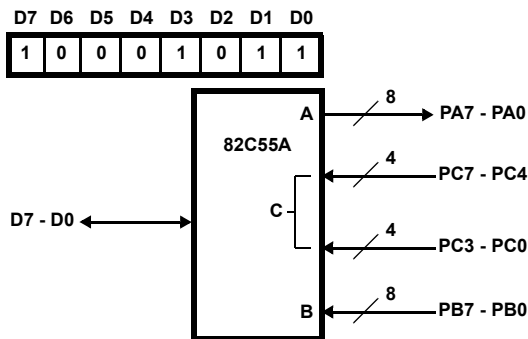 D7 D6 D5 D4 D3 D2 D1 D0
1 0 0 0 1 0 1 1
A 8 PA7 - PA0
82C55A
4 PC7 - PC4
C
D7 - D0
4 PC3 - PC0
B 8 PB7 - PB0